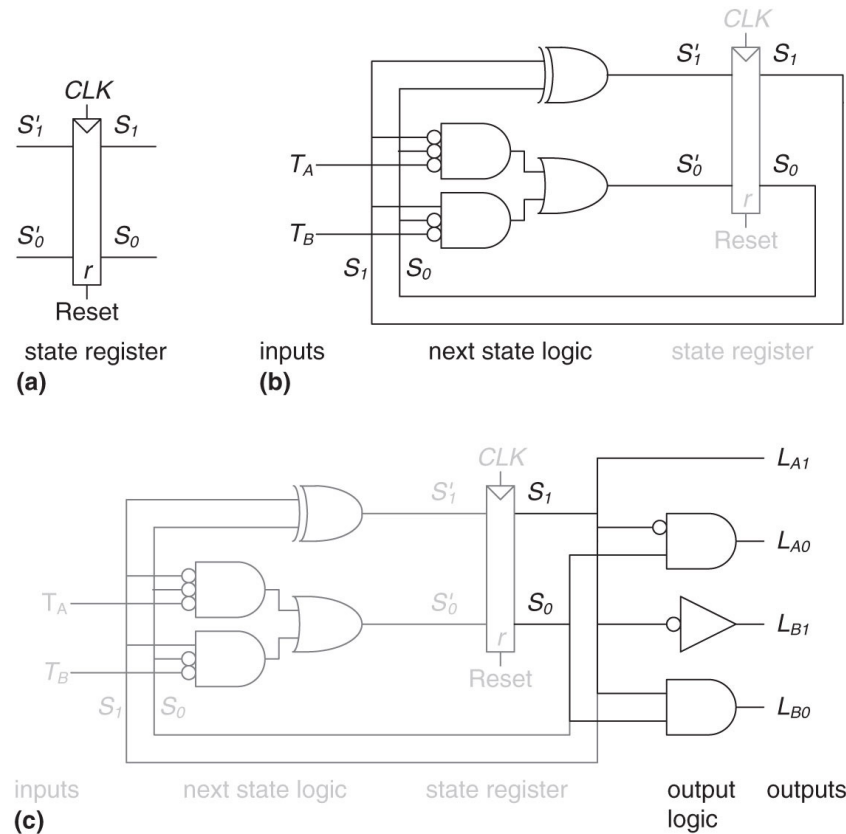 CLK
S'1 S1
S'0 S0
r
Reset
state register
(a)
CLK
S'1 S1
TA
S'0 S0
r
TB
Reset
S1 S0
inputs next state logic state register
(b)
CLK
LA1
S'1 S1
LA0
TA
S'0 S0
LB1
r
TB
Reset
S1 S0
LB0
inputs next state logic state register output logic outputs
(c)